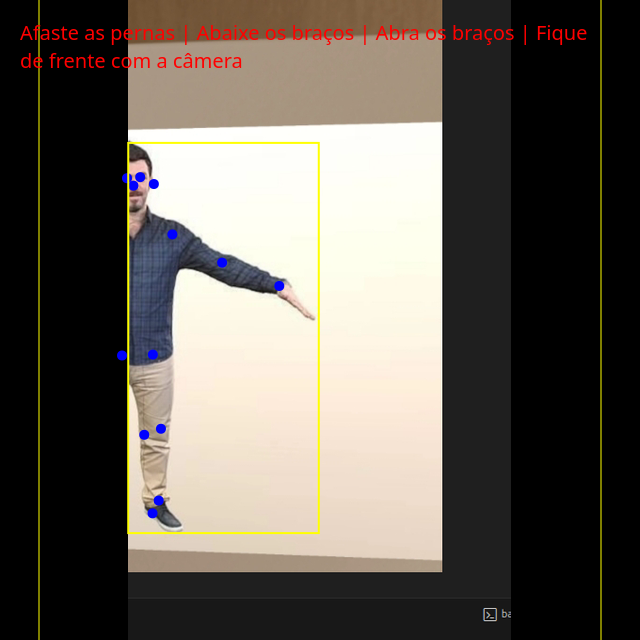 Afaste as pernas | Abaixe os braços | Abra os braços | Fique
de frente com a câmera
ba